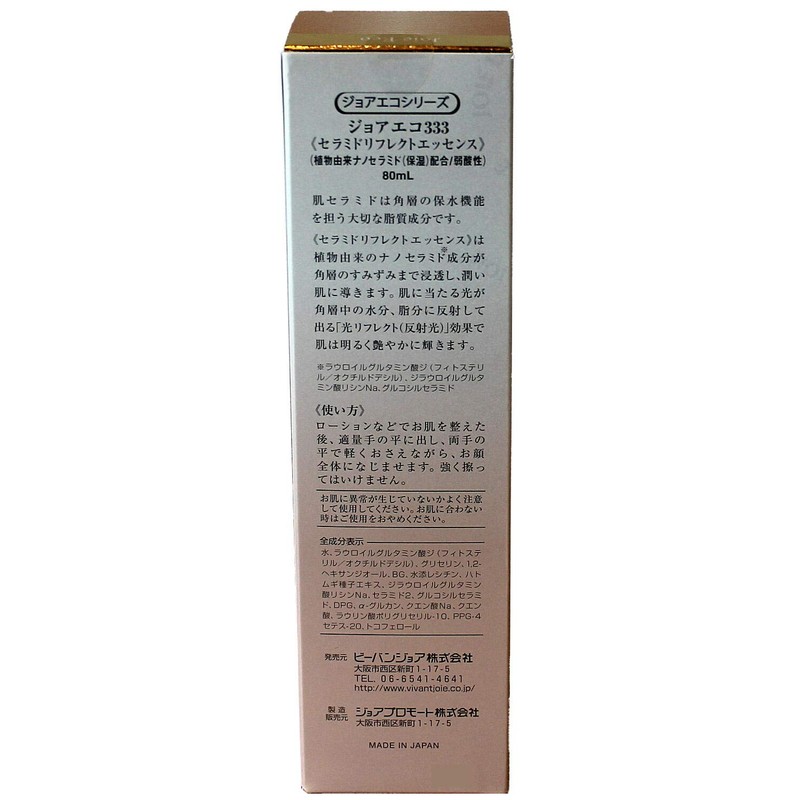 Joie Eco
ジョアエコシリーズ
ジョアエコ333
《セラミドリフレクトエッセンス》
(植物由来ナノセラミド(保湿)配合/弱酸性)
80mL
肌セラミドは角層の保水機能
を担う大切な脂質成分です。
《セラミドリフレクトエッセンス》は
植物由来のナノセラミド※成分が
角層のすみずみまで浸透し、潤い
肌に導きます。肌に当たる光が
角層中の水分、脂分に反射して
出る「光リフレクト(反射光)」効果で
肌は明るく艶やかに輝きます。
※ラウロイルグルタミン酸ジ(フィトステリ
ル/オクチルドデシル)、ジラウロイルグルタ
ミン酸リシンNa、グルコシルセラミド
《使い方》
ローションなどでお肌を整えた
後、適量手の平に出し、両手の
平で軽くおさえながら、お顔
全体になじませます。強く擦っ
てはいけません。
お肌に異常が生じていないかよく注意
して使用してください。お肌に合わない
時はご使用をおやめください。
全成分表示
水、ラウロイルグルタミン酸ジ(フィトステ
リル/オクチルドデシル)、グリセリン、1,2-
ヘキサンジオール、BG、水添レシチン、ハト
ムギ種子エキス、ジラウロイルグルタミン
酸リシンNa、セラミド2、グルコシルセラミ
ド、DPG、α-グルカン、クエン酸Na、クエン
酸、ラウリン酸ポリグリセリル-10、PPG-4
セテス-20、トコフェロール
発売元 ビーバンジョア株式会社
大阪市西区新町1-17-5
TEL. 06-6541-4641
http://www.vivantjoie.co.jp/
製造
販売元 ジョアプロモート株式会社
大阪市西区新町1-17-5
MADE IN JAPAN